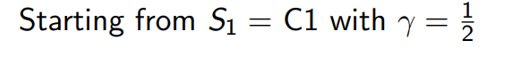 Starting from S₁ = C1 with γ = ½